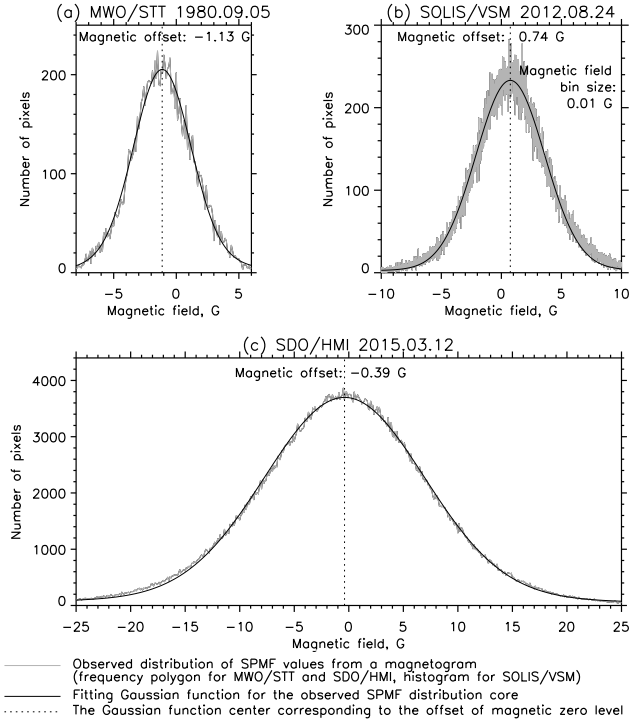 (a) MWO/STT 1980.09.05
Magnetic offset: −1.13 G
200
100
0
Number of pixels
−5 0 5
Magnetic field, G
(b) SOLIS/VSM 2012.08.24
Magnetic offset: 0.74 G
Magnetic field
bin size:
0.01 G
300
200
100
0
Number of pixels
−10 −5 0 5 10
Magnetic field, G
(c) SDO/HMI 2015.03.12
Magnetic offset: −0.39 G
4000
3000
2000
1000
0
Number of pixels
−25 −20 −15 −10 −5 0 5 10 15 20 25
Magnetic field, G
Observed distribution of SPMF values from a magnetogram
(frequency polygon for MWO/STT and SDO/HMI, histogram for SOLIS/VSM)
Fitting Gaussian function for the observed SPMF distribution core
The Gaussian function center corresponding to the offset of magnetic zero level